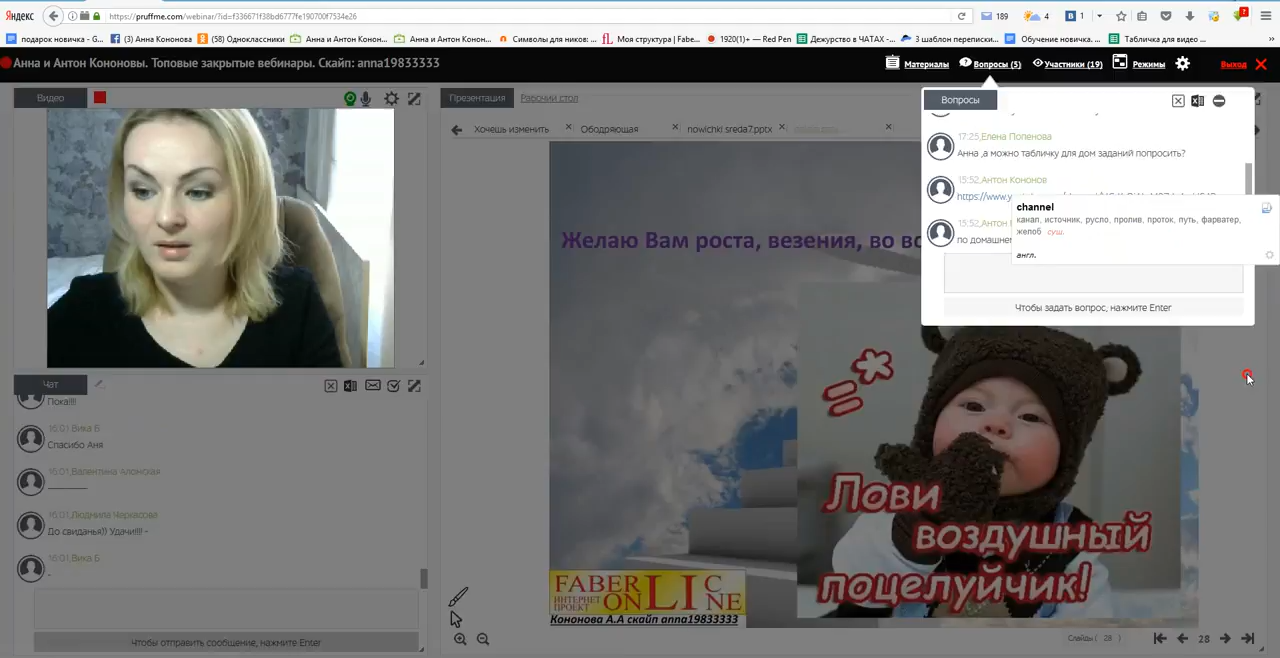 Яндекс
https://pruffme.com/webinar/?id=f336671f38bd6777fe190700f7534e26
189
4
1
подарок новичка - G...
(3) Анна Кононова
(58) Одноклассники
Анна и Антон Конон...
Анна и Антон Конон...
Символы для ников: ...
Моя структура | Fabe...
1920(1)+ — Red Pen
Дежурство в ЧАТАХ -...
3 шаблон переписки...
Обучение новичка. ...
Табличка для видео ...
Анна и Антон Кононовы. Топовые закрытые вебинары. Скайп: anna19833333
Материалы
Вопросы (5)
Участники (19)
Режимы
Выход
Видео
Презентация
Рабочий стол
Хочешь изменить
Ободряющая
nowichki sreda7.pptx
Вопросы
17:25,Елена Попенова
Анна ,а можно табличку для дом заданий попросить?
15:52,Антон Кононов
https://www.y
channel
канал, источник, русло, пролив, проток, путь, фарватер,
желоб сущ.
англ.
15:52,Антон
по домашнем
Чтобы задать вопрос, нажмите Enter
Желаю Вам роста, везения, во вс
Лови
воздушный
поцелуйчик!
FABERLIC
ИНТЕРНЕТ ПРОЕКТ
ONLINE
Кононова А.А скайп anna19833333
Чат
Пока!!!!
16:01,Вика Б
Спасибо Аня
16:01,Валентина Аломская
16:01,Людмила Черкасова
До свиданья)) Удачи!!!! -
16:01,Вика Б
-
Чтобы отправить сообщение, нажмите Enter
Слайды ( 28 )
28